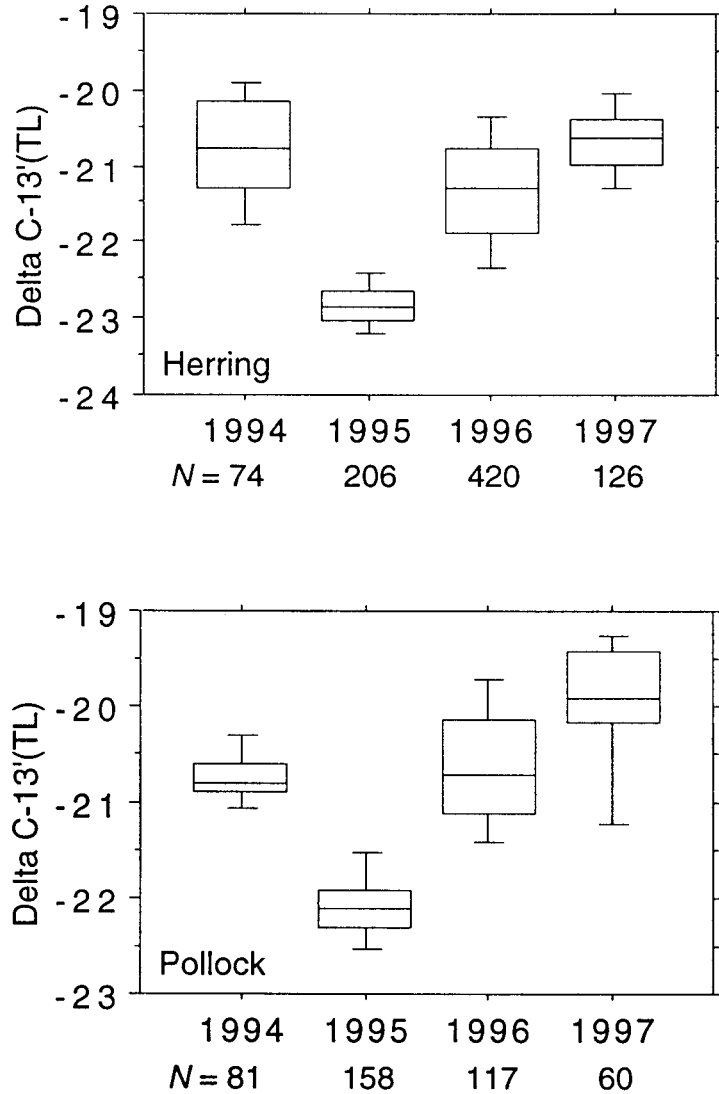 Delta C-13'(TL)
-19
-20
-21
-22
-23
-24
Herring
1994 1995 1996 1997
N = 74 206 420 126
Delta C-13'(TL)
-19
-20
-21
-22
-23
Pollock
1994 1995 1996 1997
N = 81 158 117 60